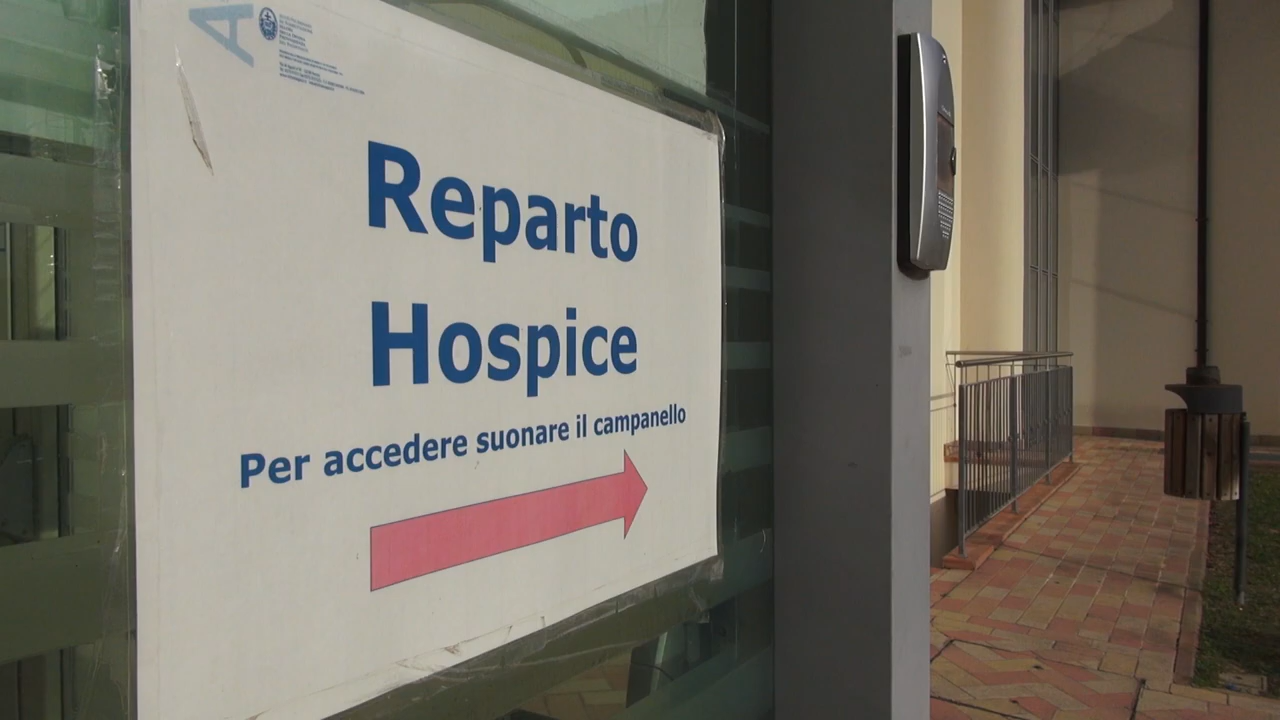 A
Reparto
Hospice
Per accedere suonare il campanello